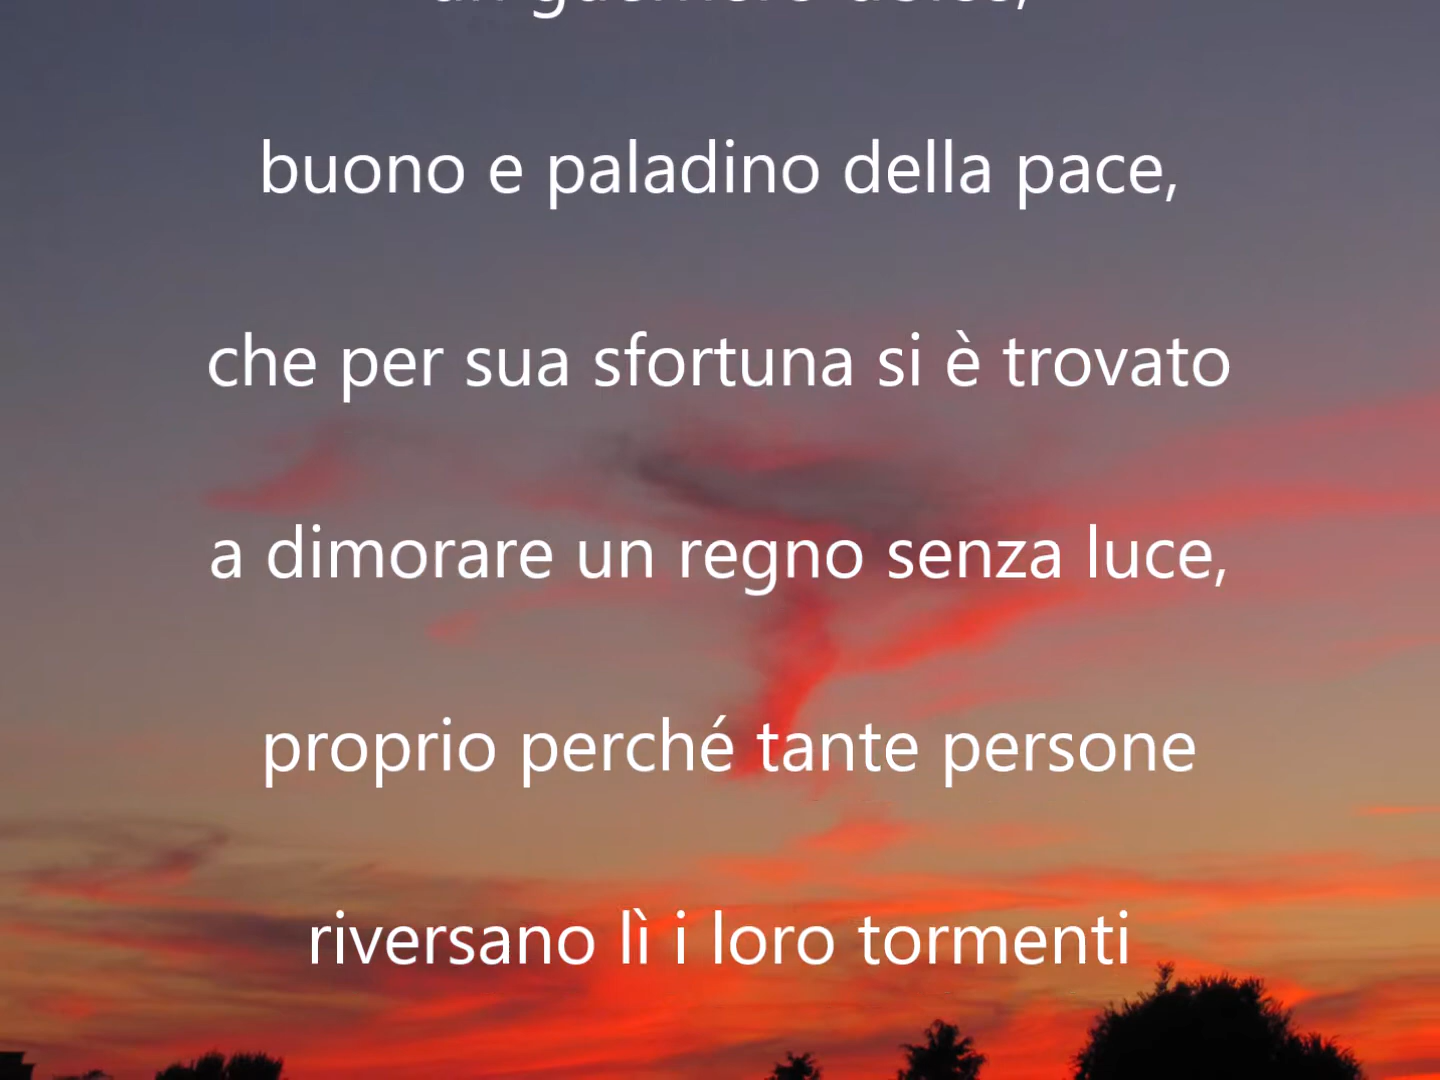 buono e paladino della pace,
che per sua sfortuna si è trovato
a dimorare un regno senza luce,
proprio perché tante persone
riversano lì i loro tormenti